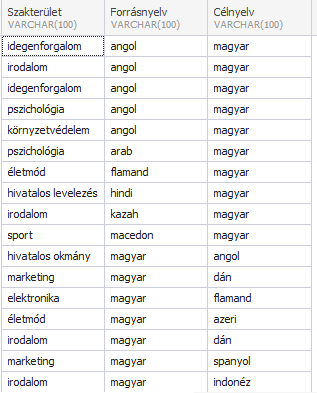 Szakterület Forrásnyelv Célnyelv
VARCHAR(100) VARCHAR(100) VARCHAR(100)
idegenforgalom angol magyar
irodalom angol magyar
idegenforgalom angol magyar
pszichológia angol magyar
környzetvédelem angol magyar
pszichológia arab magyar
életmód flamand magyar
hivatalos levelezés hindi magyar
irodalom kazah magyar
sport macedon magyar
hivatalos okmány magyar angol
marketing magyar dán
elektronika magyar flamand
életmód magyar azeri
irodalom magyar dán
marketing magyar spanyol
irodalom magyar indonéz